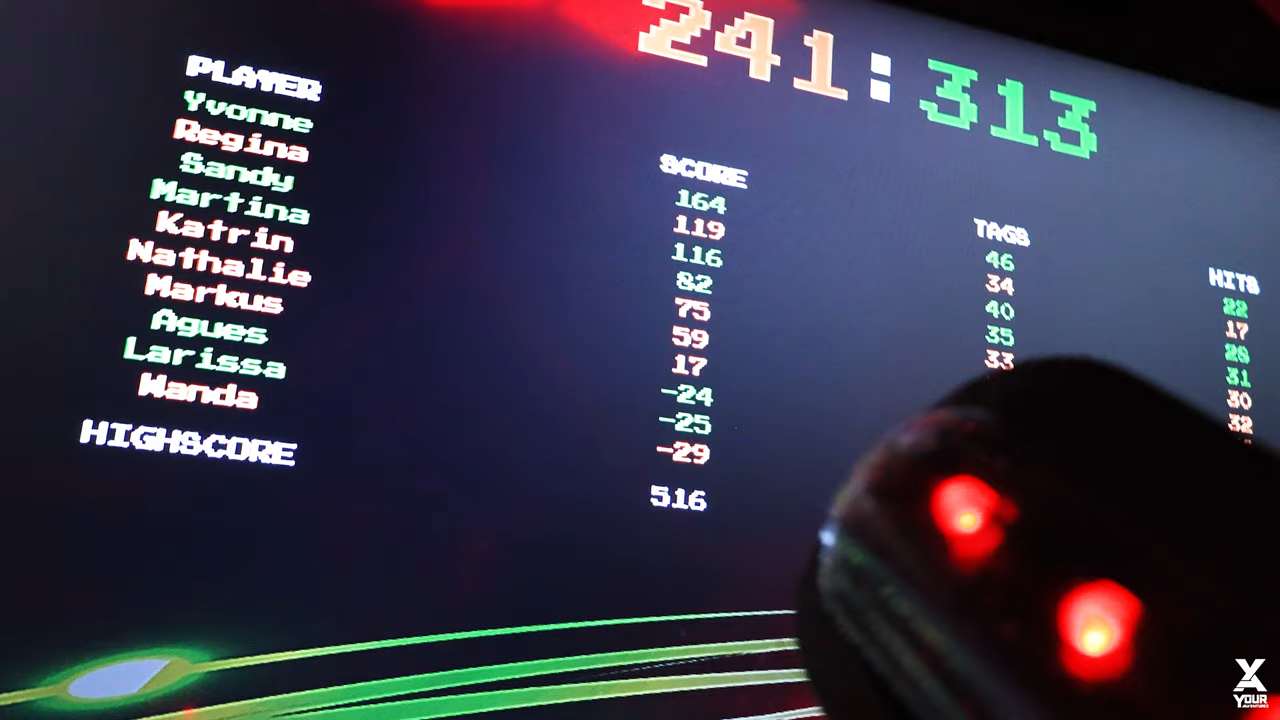 241:313
PLAYER SCORE TAGS HITS
Yvonne 164 46 22
Regina 119 34 17
Sandy 116 40 28
Martina 82 35 31
Katrin 75 33 30
Nathalie 59 32
Markus 17
Agues -24
Larissa -25
Wanda -29
HIGHSCORE 516
YOUR